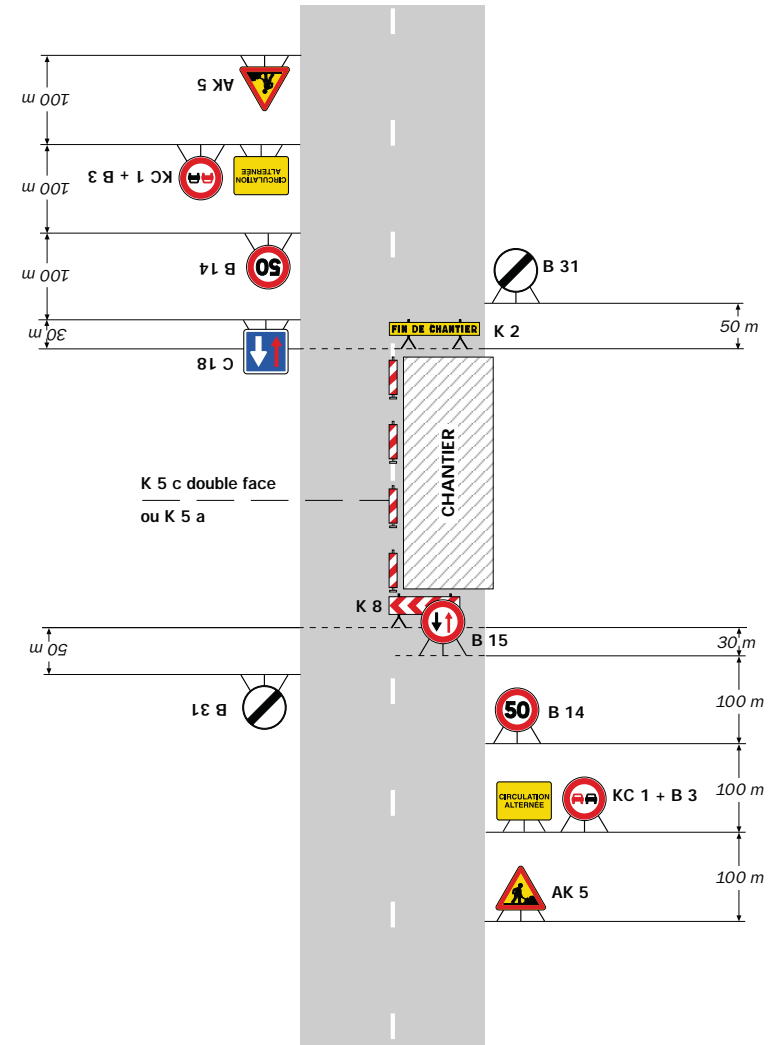 AK 5
100 m
KC 1 + B 3
CIRCULATION
ALTERNÉE
100 m
B 14
50
100 m
C 18
30 m
B 31
50 m
FIN DE CHANTIER
K 2
CHANTIER
K 5 c double face
ou K 5 a
K 8
B 15
30 m
50 m
B 31
50
B 14
100 m
CIRCULATION
ALTERNÉE
KC 1 + B 3
100 m
AK 5
100 m